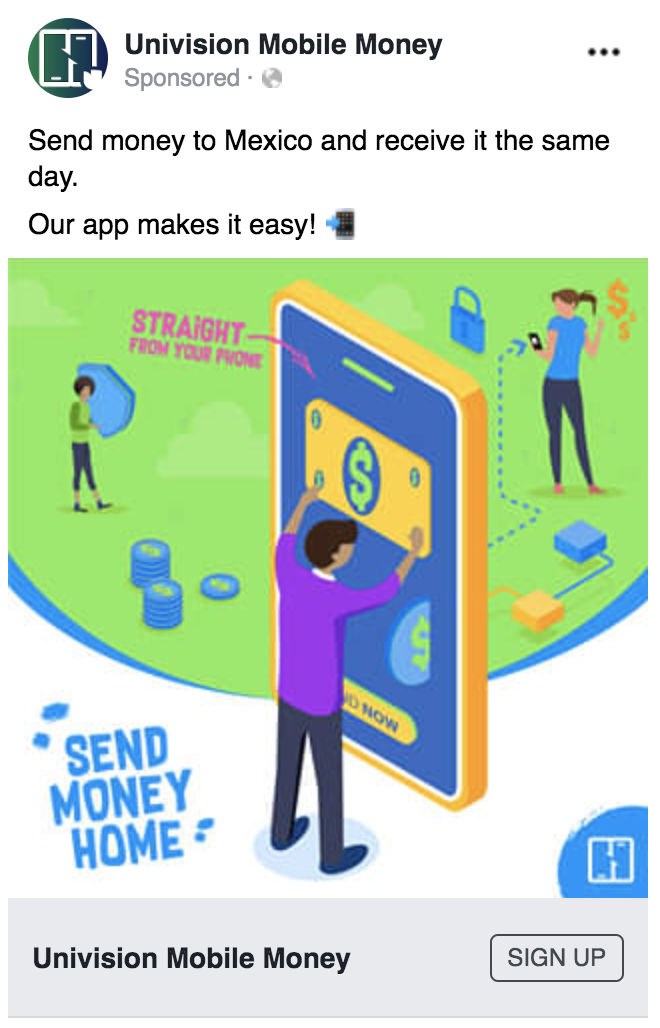 Univision Mobile Money
Sponsored ·
Send money to Mexico and receive it the same
day.
Our app makes it easy! 📲
STRAIGHT
FROM YOUR PHONE
$
$
$
$
ND NOW
SEND
MONEY
HOME
Univision Mobile Money
SIGN UP